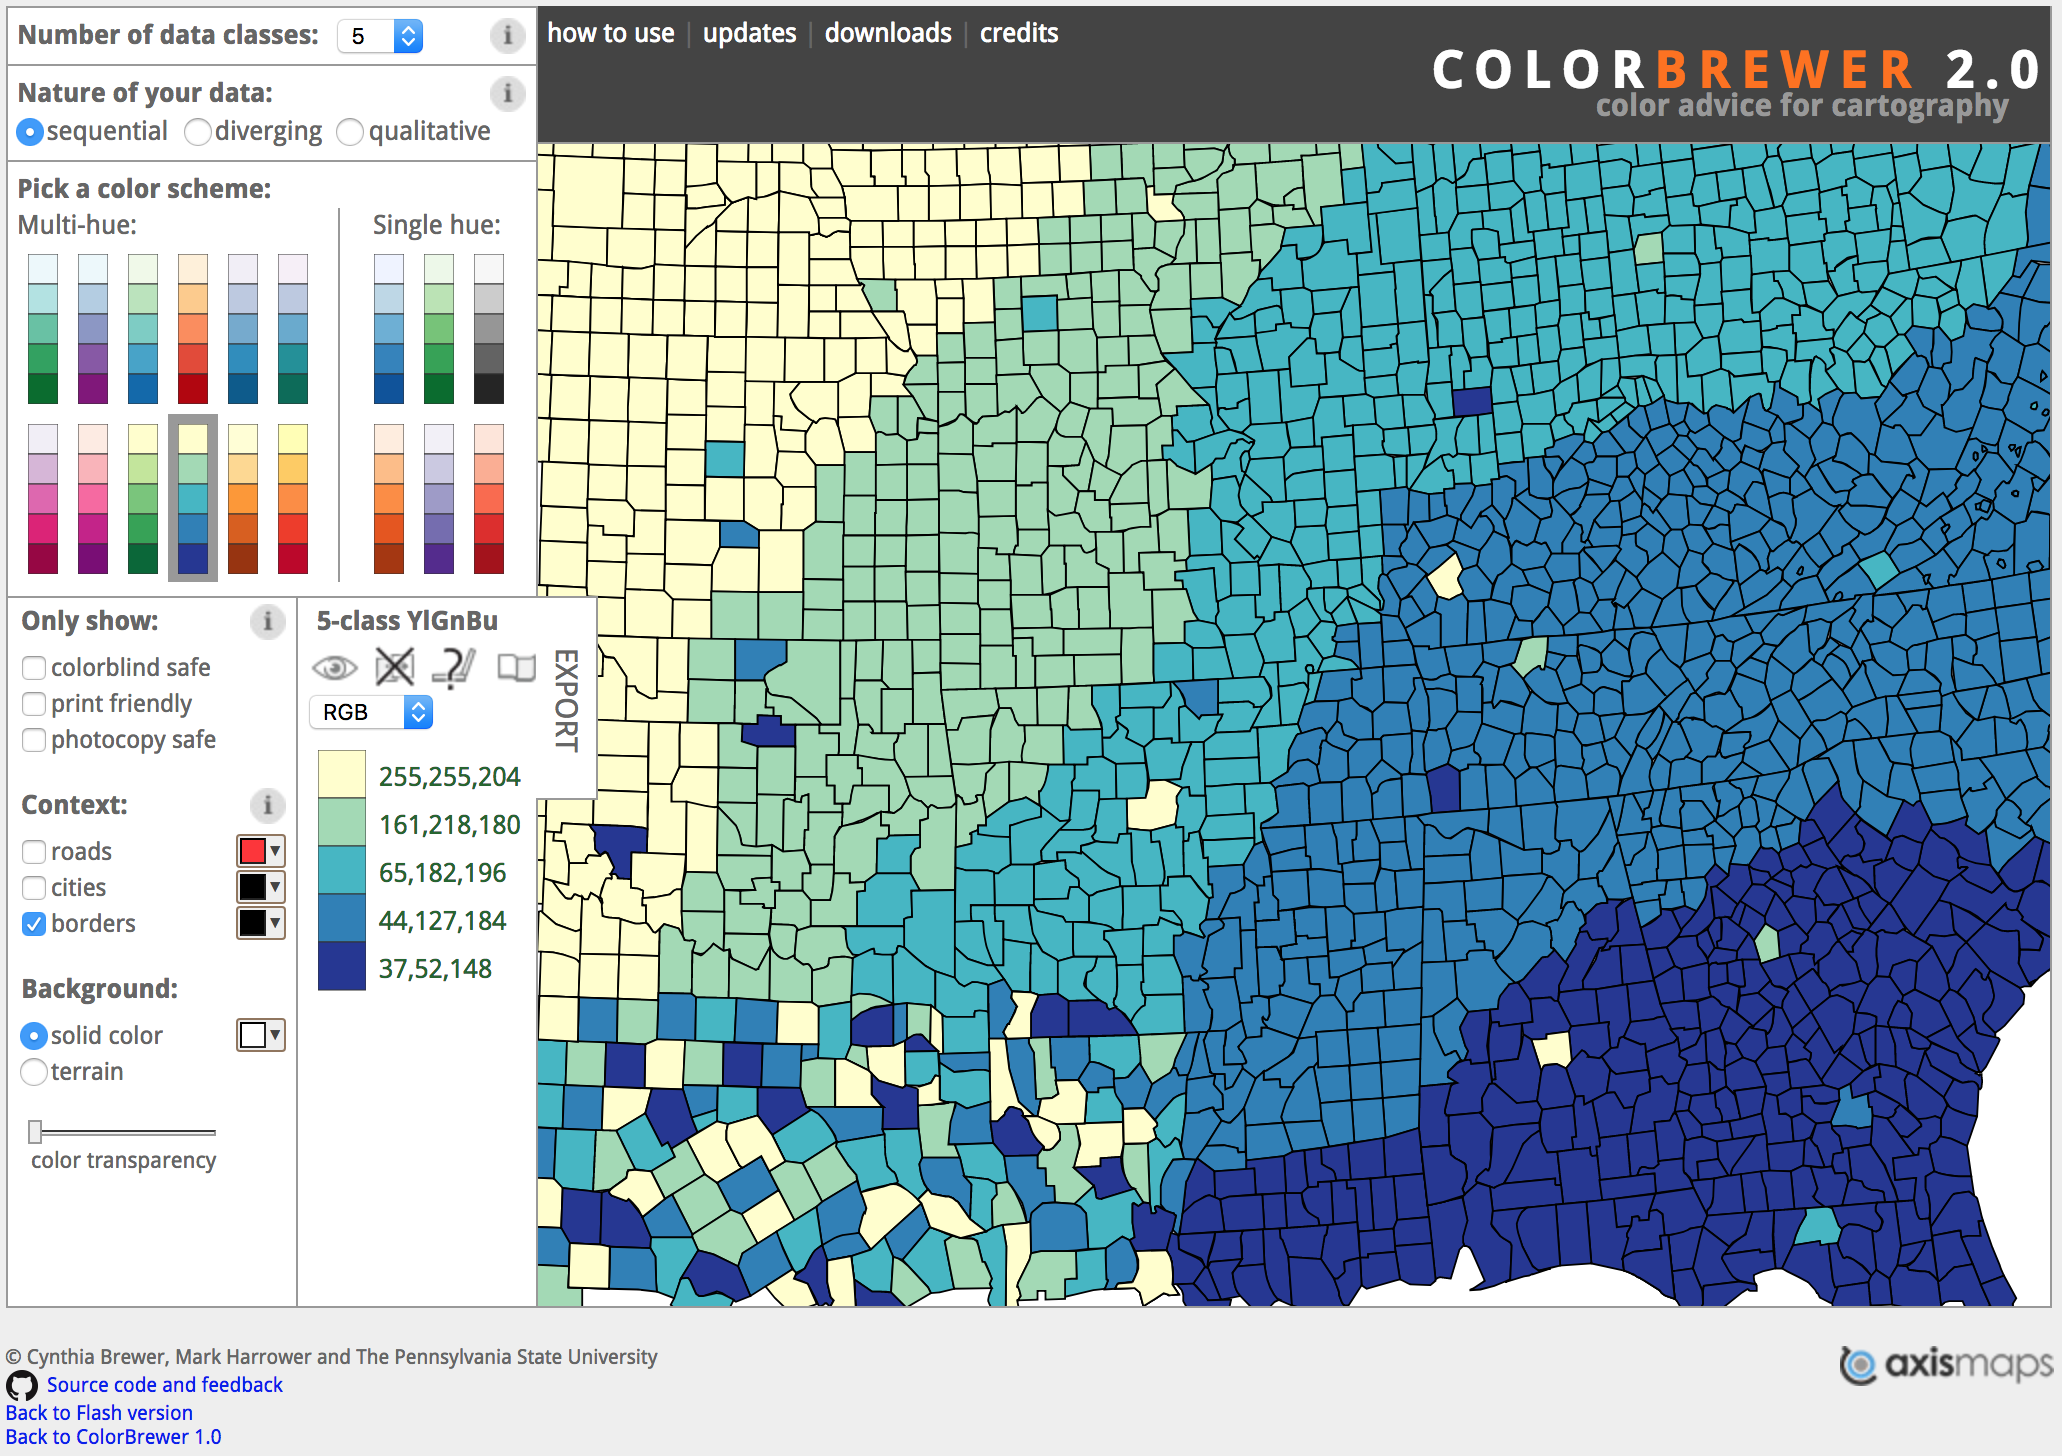 Number of data classes: 5 i
how to use | updates | downloads | credits
COLORBREWER 2.0
color advice for cartography
Nature of your data: i
sequential diverging qualitative
Pick a color scheme:
Multi-hue: Single hue:
Only show: i
colorblind safe
print friendly
photocopy safe
Context: i
roads
cities
borders
Background:
solid color
terrain
color transparency
5-class YlGnBu
RGB
EXPORT
255,255,204
161,218,180
65,182,196
44,127,184
37,52,148
© Cynthia Brewer, Mark Harrower and The Pennsylvania State University
Source code and feedback
Back to Flash version
Back to ColorBrewer 1.0
axismaps